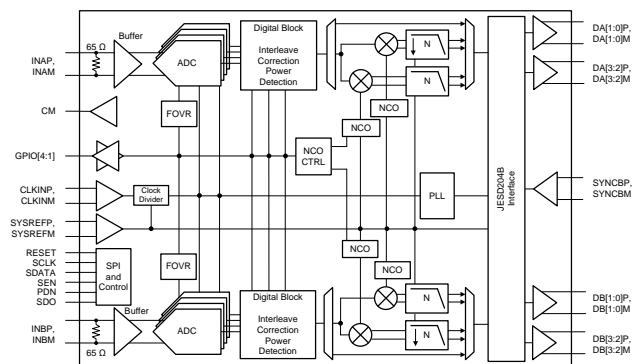 65 Ω
Buffer
INAP,
INAM
ADC
Digital Block
Interleave
Correction
Power
Detection
N
N
DA[1:0]P,
DA[1:0]M
DA[3:2]P,
DA[3:2]M
CM
FOVR
NCO
NCO
GPIO[4:1]
NCO
CTRL
JESD204B
Interface
CLKINP,
CLKINM
Clock
Divider
PLL
SYNCBP,
SYNCBM
SYSREFP,
SYSREFM
NCO
NCO
RESET
SCLK
SDATA
SEN
PDN
SDO
SPI
and
Control
FOVR
Buffer
INBP,
INBM
65 Ω
ADC
Digital Block
Interleave
Correction
Power
Detection
N
N
DB[1:0]P,
DB[1:0]M
DB[3:2]P,
DB[3:2]M